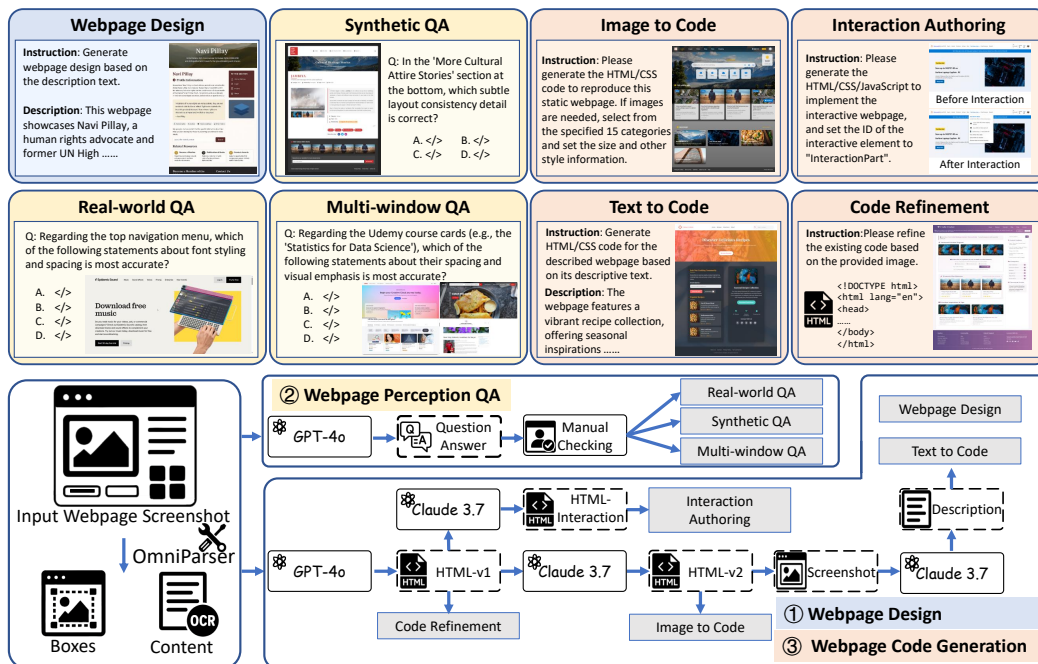 Webpage Design
Instruction: Generate
webpage design based on
the description text.
Description: This webpage
showcases Navi Pillay, a
human rights advocate and
former UN High ......
Navi Pillay
Navi Pillay
Synthetic QA
Q: In the 'More Cultural
Attire Stories' section at
the bottom, which subtle
layout consistency detail
is correct?
A. </> B. </>
C. </> D. </>
Image to Code
Instruction: Please
generate the HTML/CSS
code to reproduce this
static webpage. If images
are needed, select from
the specified 15 categories
and set the size and other
style information.
Interaction Authoring
Instruction: Please
generate the
HTML/CSS/JavaScript to
implement the
interactive webpage,
and set the ID of the
interactive element to
"InteractionPart".
Before Interaction
After Interaction
Real-world QA
Q: Regarding the top navigation menu, which
of the following statements about font styling
and spacing is most accurate?
A. </>
B. </>
C. </>
D. </>
Download free
music
Multi-window QA
Q: Regarding the Udemy course cards (e.g., the
'Statistics for Data Science'), which of the
following statements about their spacing and
visual emphasis is most accurate?
A. </>
B. </>
C. </>
D. </>
Text to Code
Instruction: Generate
HTML/CSS code for the
described webpage based
on its descriptive text.
Description: The
webpage features a
vibrant recipe collection,
offering seasonal
inspirations ......
Code Refinement
Instruction:Please refine
the existing code based
on the provided image.
HTML
<!DOCTYPE html>
<html lang="en">
<head>
......
</body>
</html>
Input Webpage Screenshot
OmniParser
Boxes
OCR
Content
② Webpage Perception QA
GPT-4o
Q
A
Question
Answer
Manual
Checking
Real-world QA
Synthetic QA
Multi-window QA
Webpage Design
Text to Code
Claude 3.7
HTML
HTML-
Interaction
Interaction
Authoring
Description
GPT-4o
HTML
HTML-v1
Claude 3.7
HTML
HTML-v2
Screenshot
Claude 3.7
Code Refinement
Image to Code
① Webpage Design
③ Webpage Code Generation